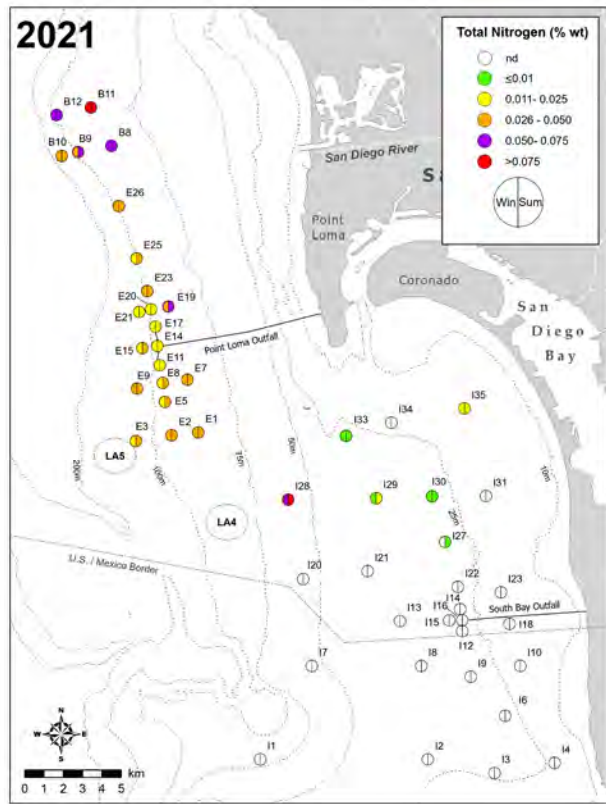 2021
Total Nitrogen (% wt)
nd
≤0.01
0.011- 0.025
0.026 - 0.050
0.050- 0.075
>0.075
Win Sum
B11
B12
B8
B9
B10
San Diego River
S
Point
Loma
Coronado
San
Diego
Bay
E26
E25
E23
E20
E19
E21
E17
E14
Point Loma Outfall
E15
E11
E8
E7
E9
E5
E3
E2
E1
LA5
LA4
200m
100m
75m
50m
25m
10m
I35
I34
I33
I28
I29
I30
I31
I27
U.S. / Mexico Border
I20
I21
I22
I23
I14
I16
I13
I15
South Bay Outfall
I18
I12
I7
I8
I9
I10
I6
I1
I2
I3
I4
N
W E
S
0 1 2 3 4 5 km